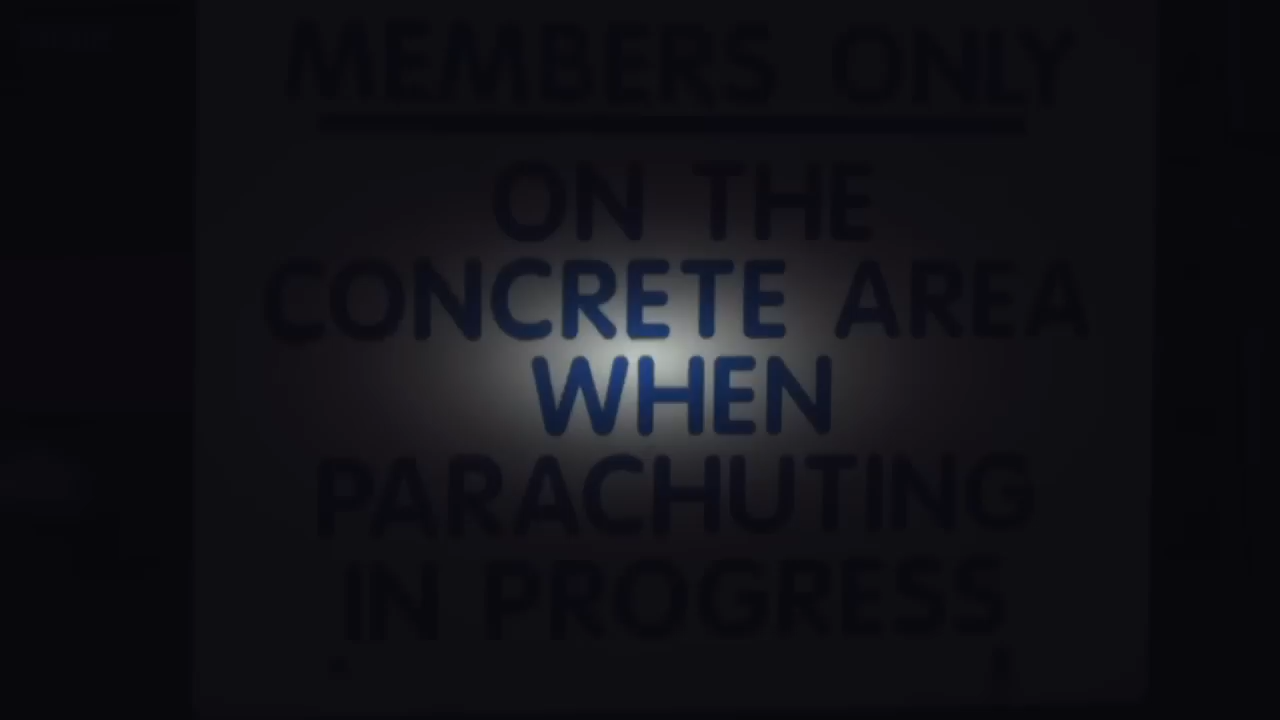 MEMBERS ONLY
ON THE
CONCRETE AREA
WHEN
PARACHUTING
IN PROGRESS